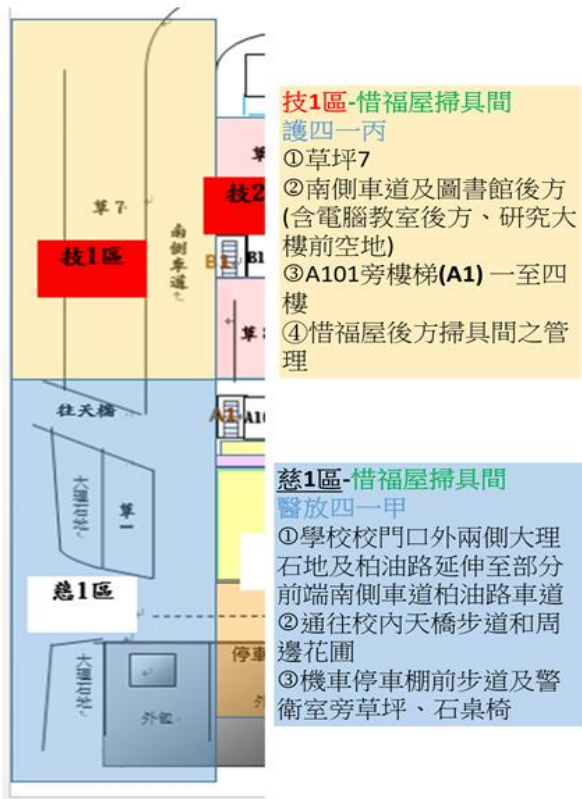 草7
技1區
南側車道
技2
B1
B1
草
往天橋
A1
A10
大理石地
草一
慈1區
大理石地
外包
停車
技1區-惜福屋掃具間
護四一丙
①草坪7
②南側車道及圖書館後方
(含電腦教室後方、研究大
樓前空地)
③A101旁樓梯(A1) 一至四
樓
④惜福屋後方掃具間之管
理
慈1區-惜福屋掃具間
醫放四一甲
①學校校門口外兩側大理
石地及柏油路延伸至部分
前端南側車道柏油路車道
②通往校內天橋步道和周
邊花圃
③機車停車棚前步道及警
衛室旁草坪、石桌椅